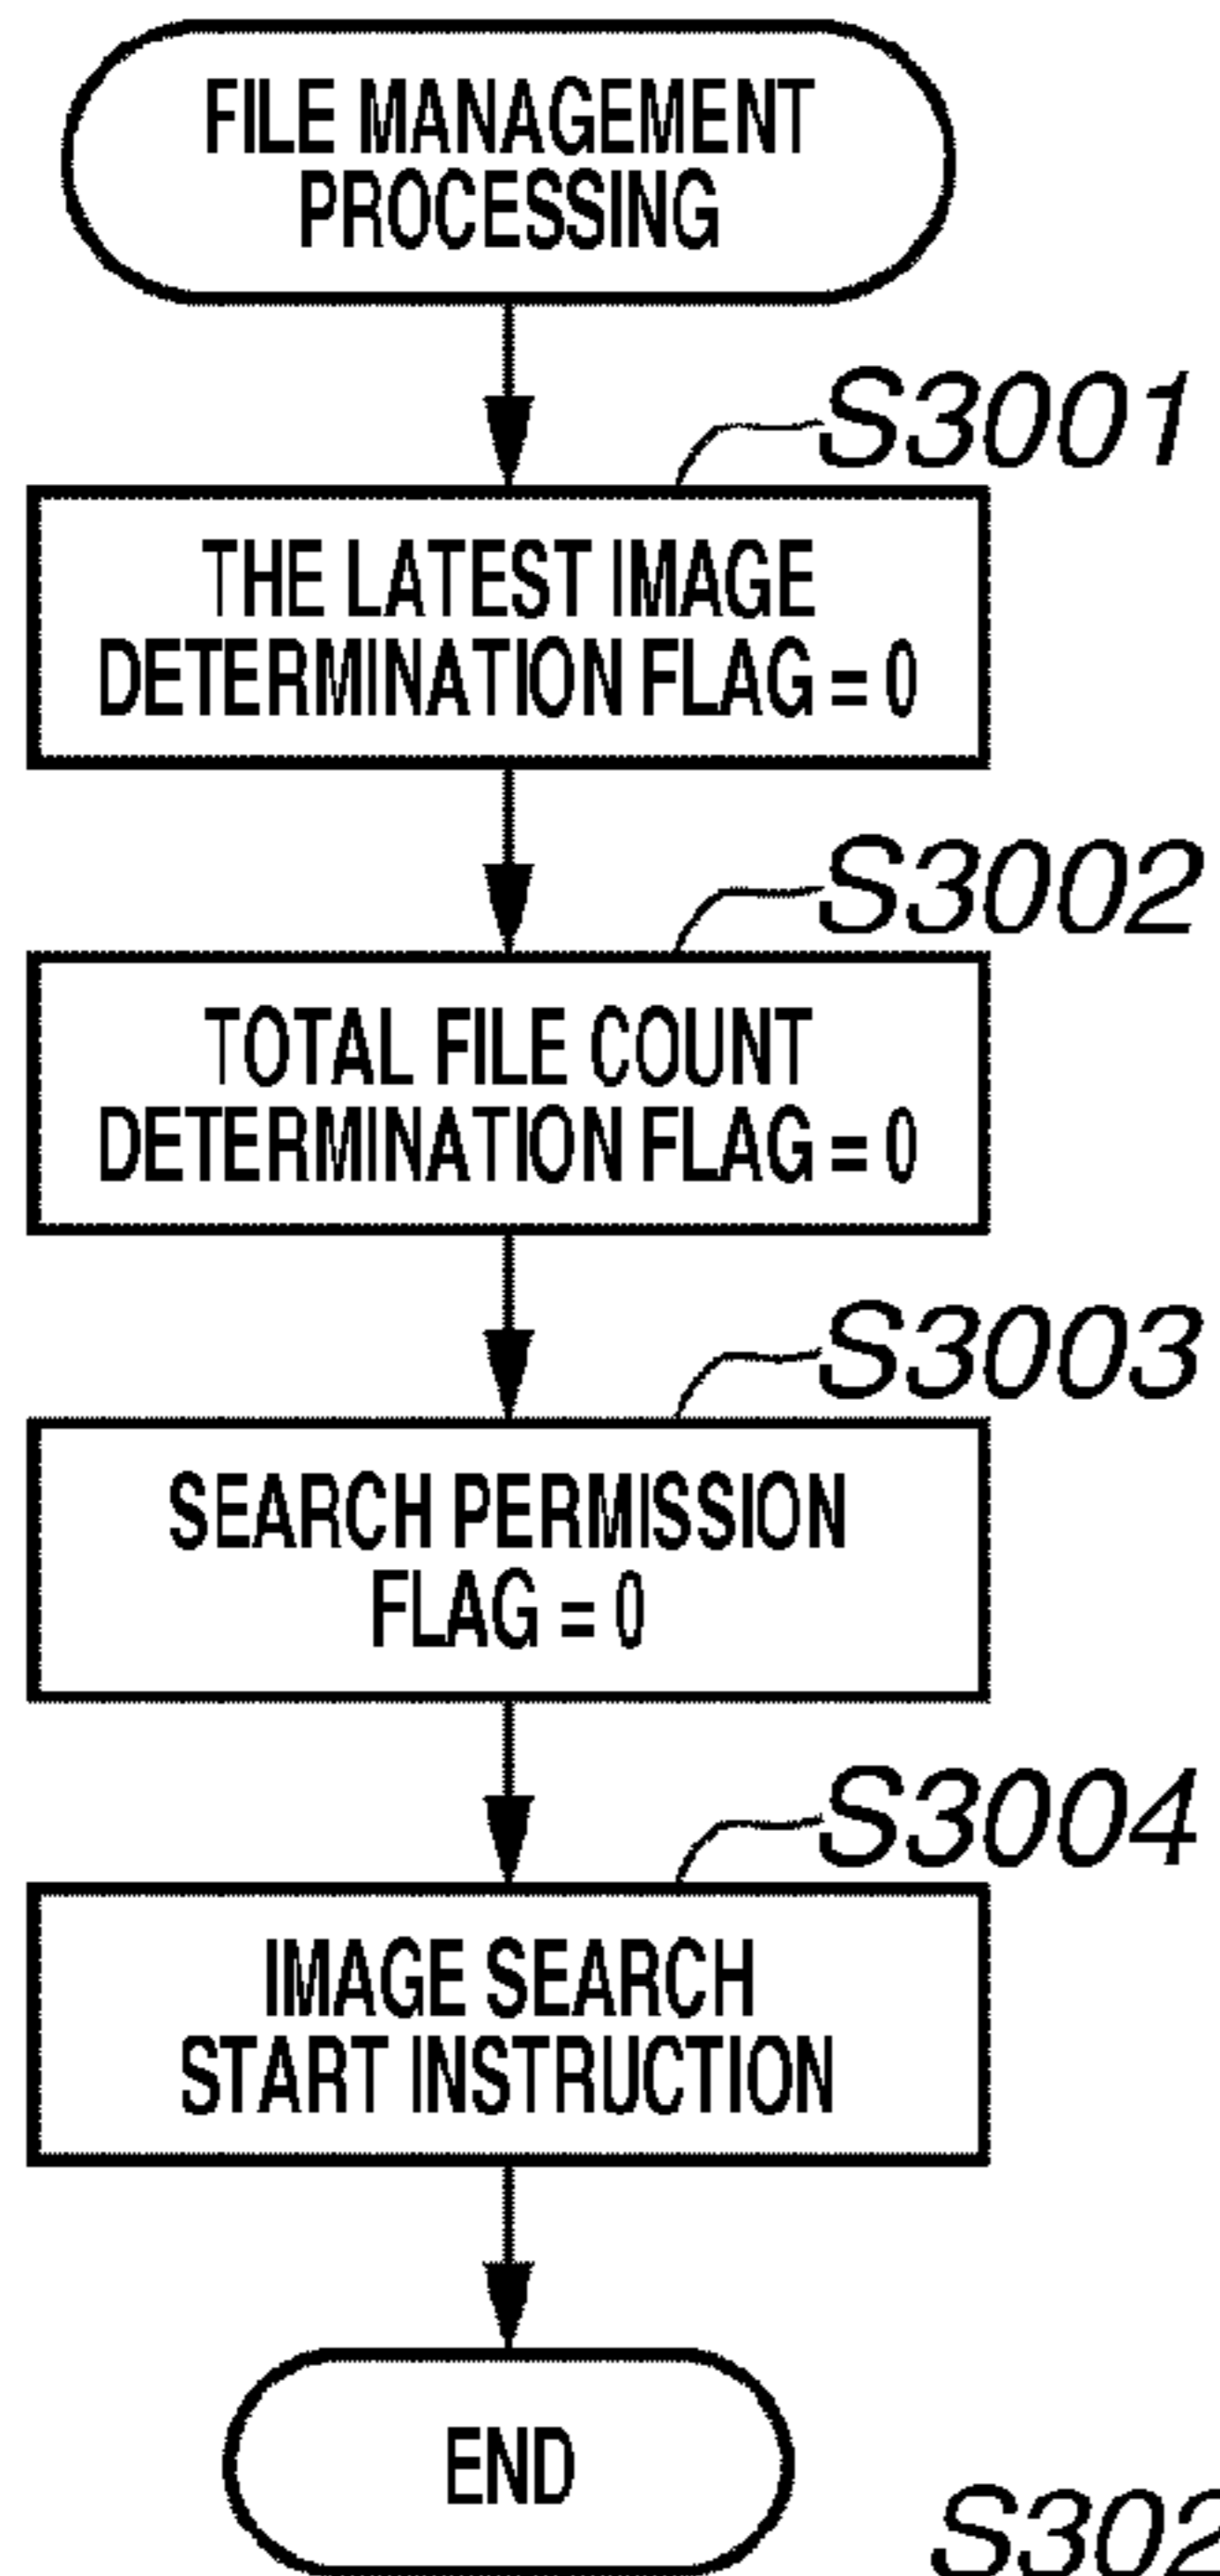 FILE MANAGEMENT
PROCESSING
S3001
THE LATEST IMAGE
DETERMINATION FLAG = 0
S3002
TOTAL FILE COUNT
DETERMINATION FLAG = 0
S3003
SEARCH PERMISSION
FLAG = 0
S3004
IMAGE SEARCH
START INSTRUCTION
END